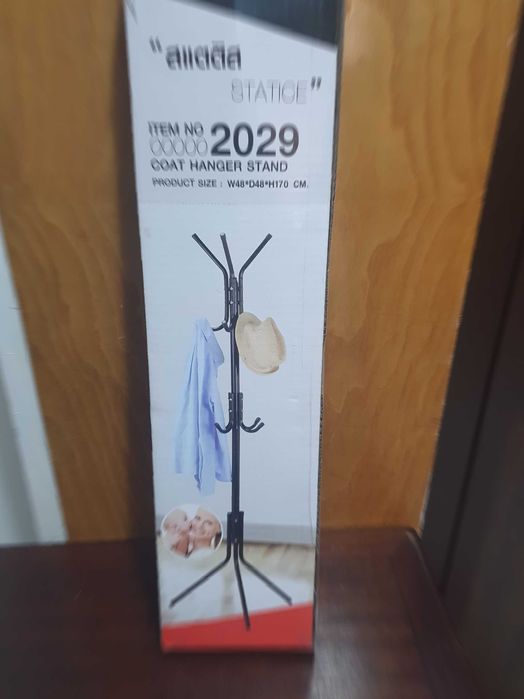 "สแตติส
STATICE"
ITEM NO
00000 2029
COAT HANGER STAND
PRODUCT SIZE : W48*D48*H170 CM.